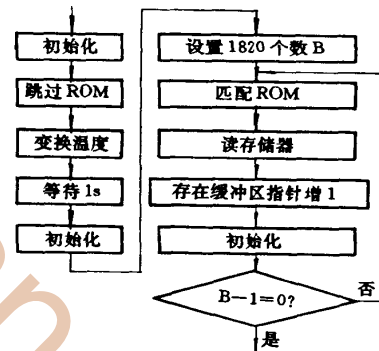 初始化
跳过ROM
变换温度
等待1s
初始化
设置1820个数B
匹配ROM
读存储器
存在缓冲区指针增1
初始化
B—1=0?
否
是